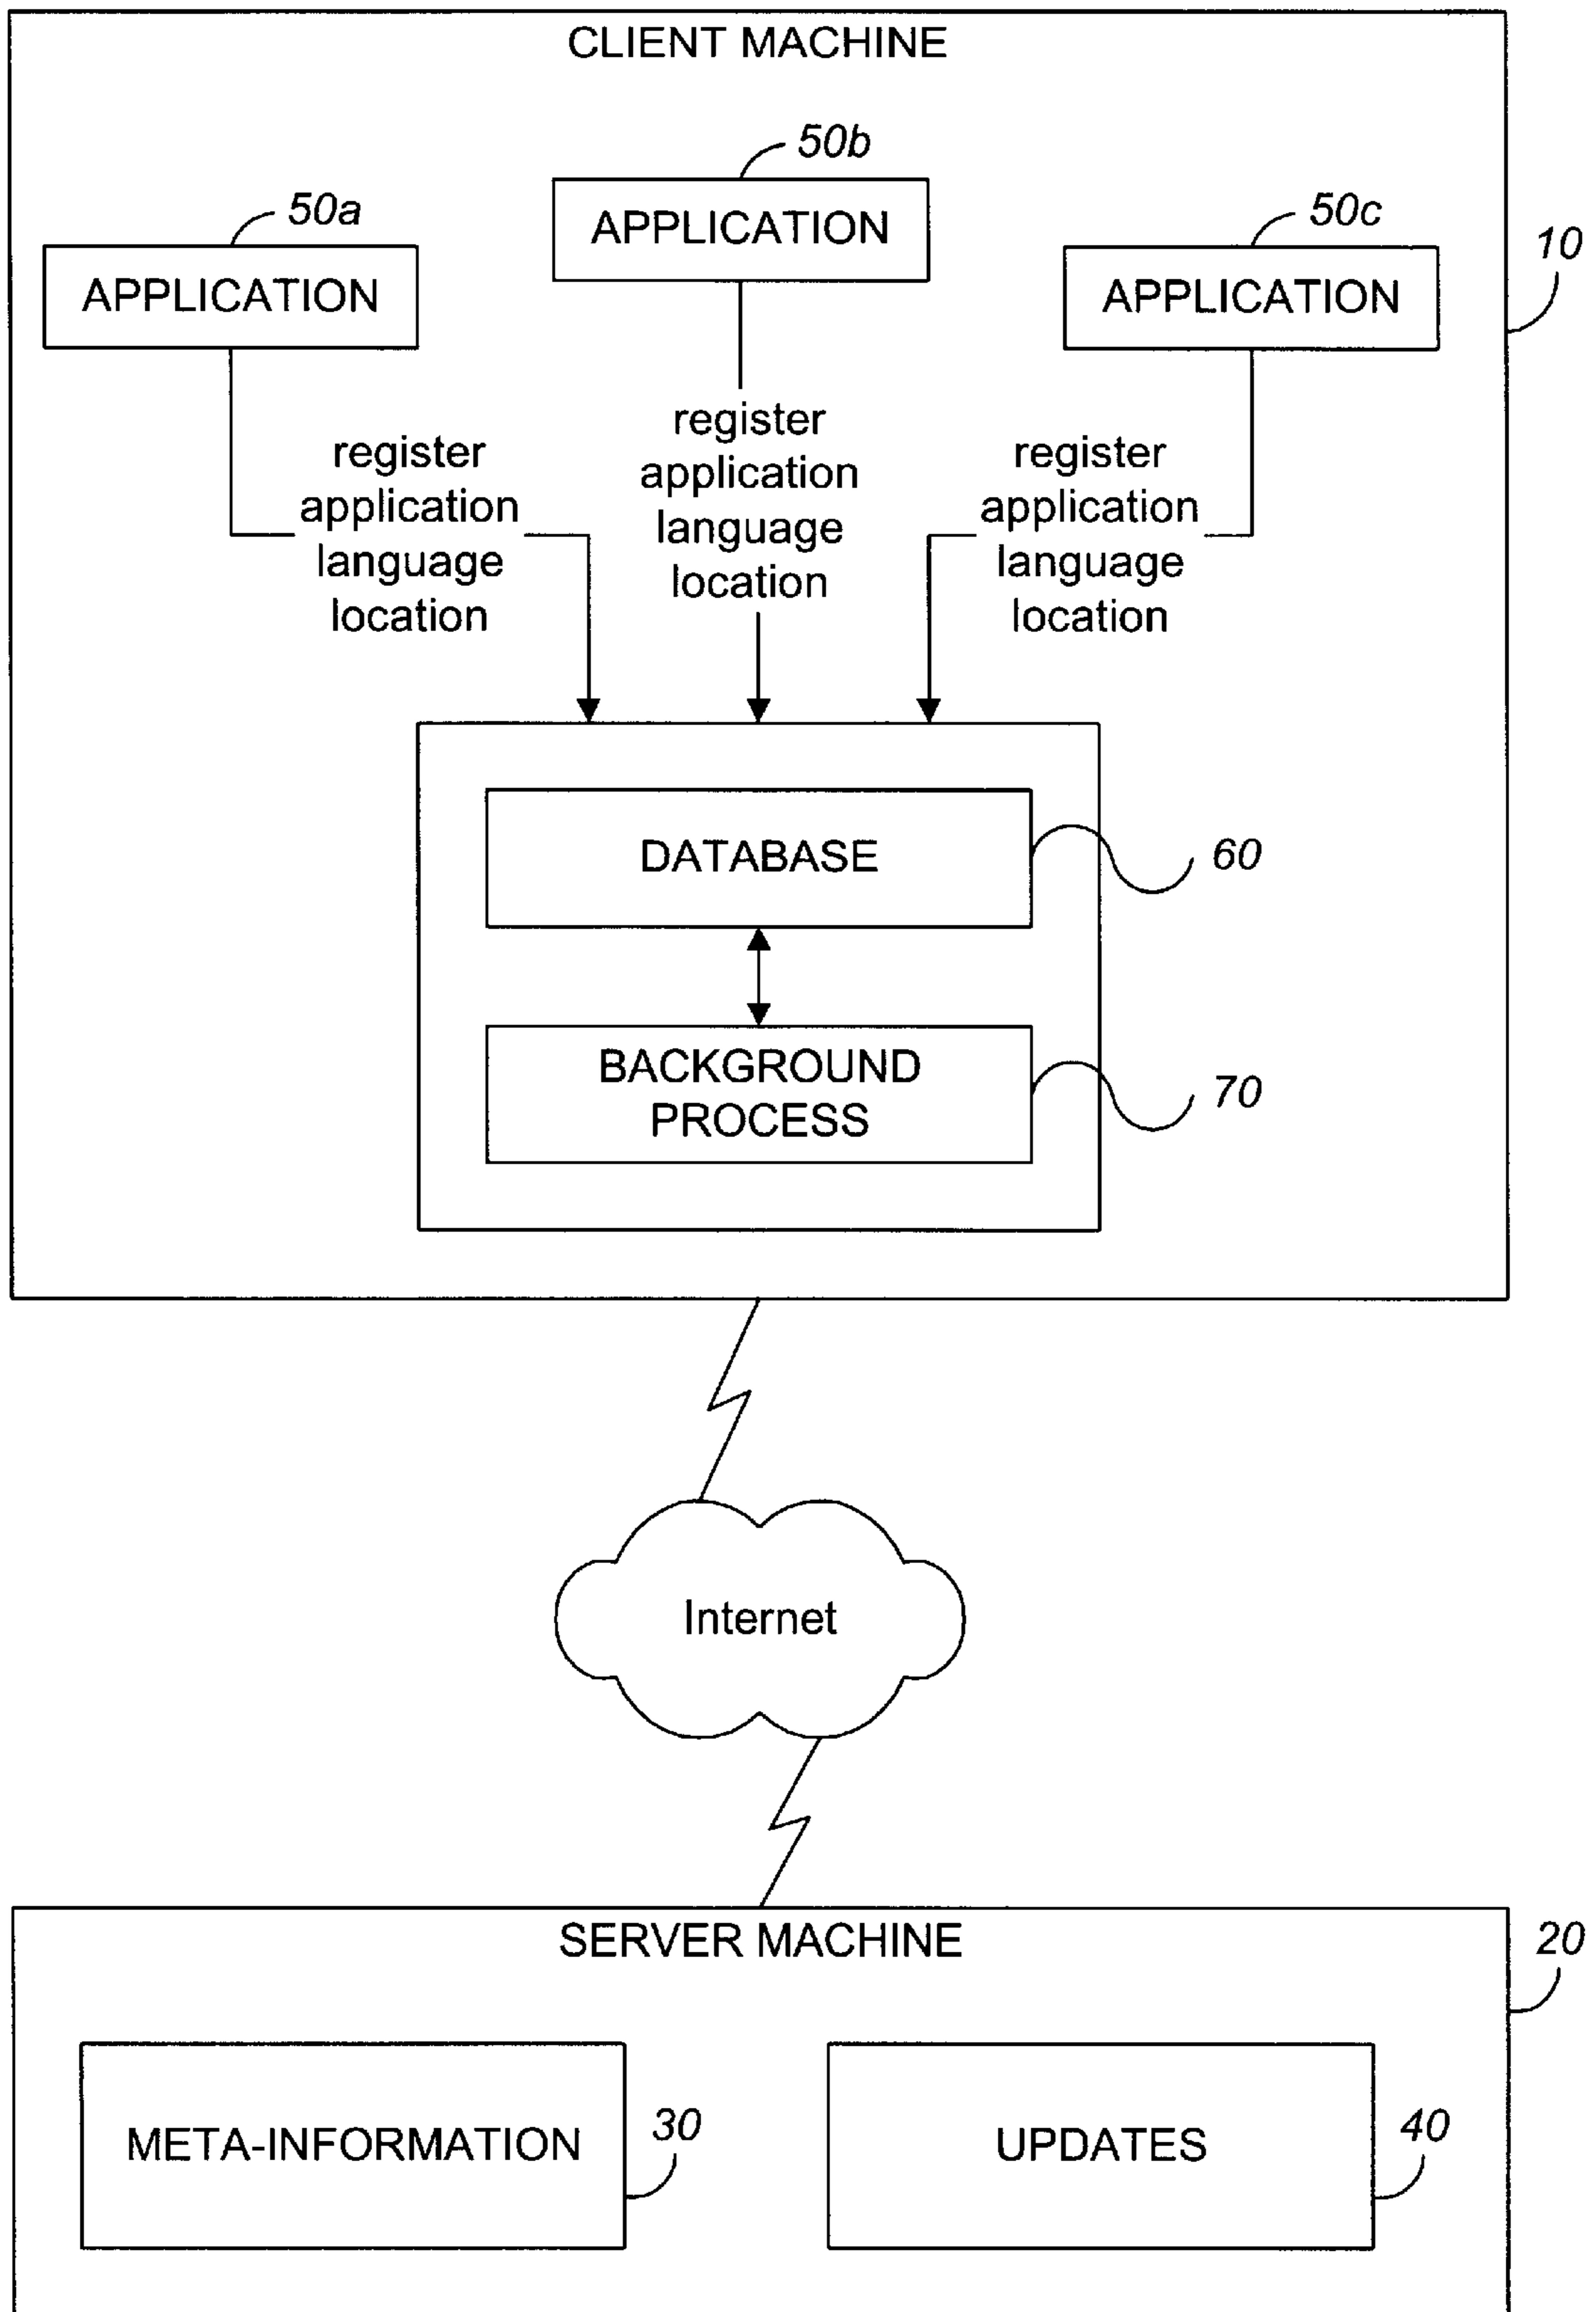 CLIENT MACHINE
50b
50a
APPLICATION
50c
10
APPLICATION
APPLICATION
register
application
language
location
register
application
language
location
register
application
language
location
DATABASE
60
BACKGROUND
PROCESS
70
Internet
SERVER MACHINE
20
META-INFORMATION
30
UPDATES
40